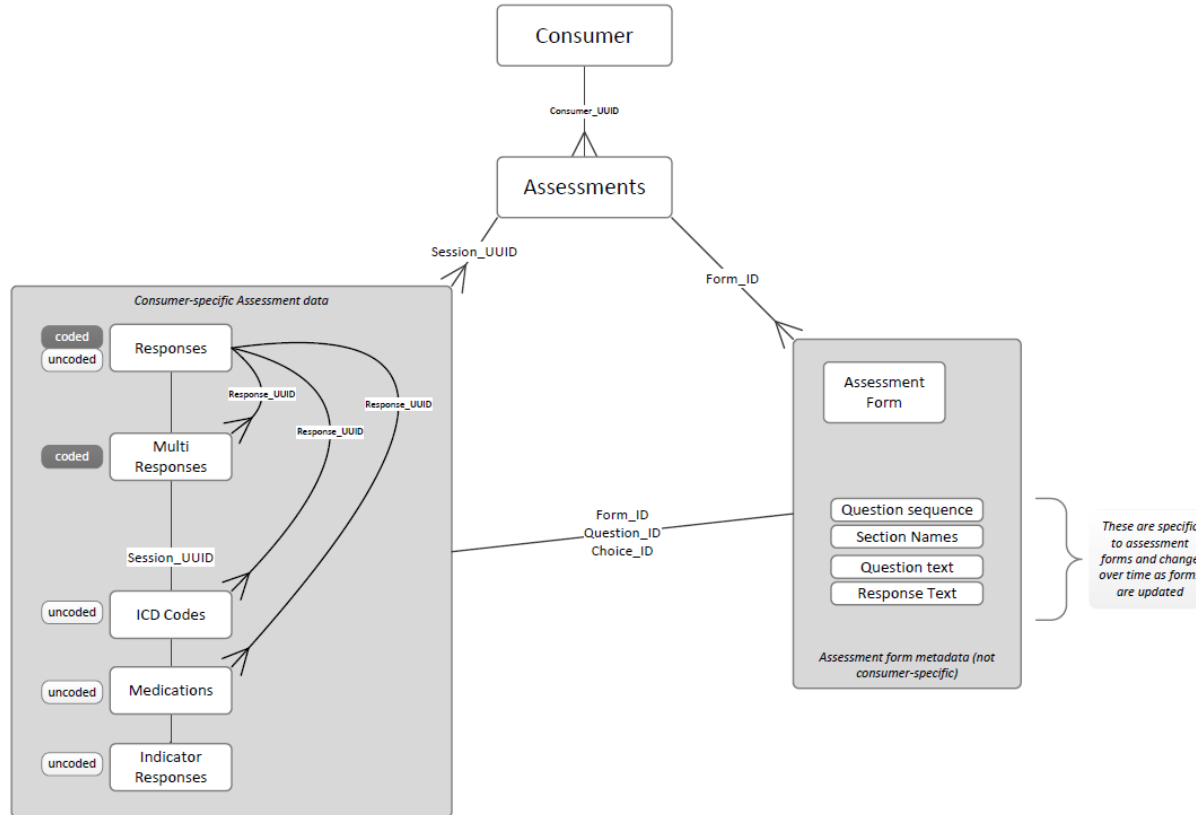 Consumer
Consumer_UUID
Assessments
Session_UUID
Form_ID
Consumer-specific Assessment data
coded
uncoded
Responses
Response_UUID
Response_UUID
Response_UUID
coded
Multi
Responses
Session_UUID
uncoded
ICD Codes
uncoded
Medications
uncoded
Indicator
Responses
Form_ID
Question_ID
Choice_ID
Assessment
Form
Question sequence
Section Names
Question text
Response Text
Assessment form metadata (not
consumer-specific)
These are specific
to assessment
forms and change
over time as form
are updated